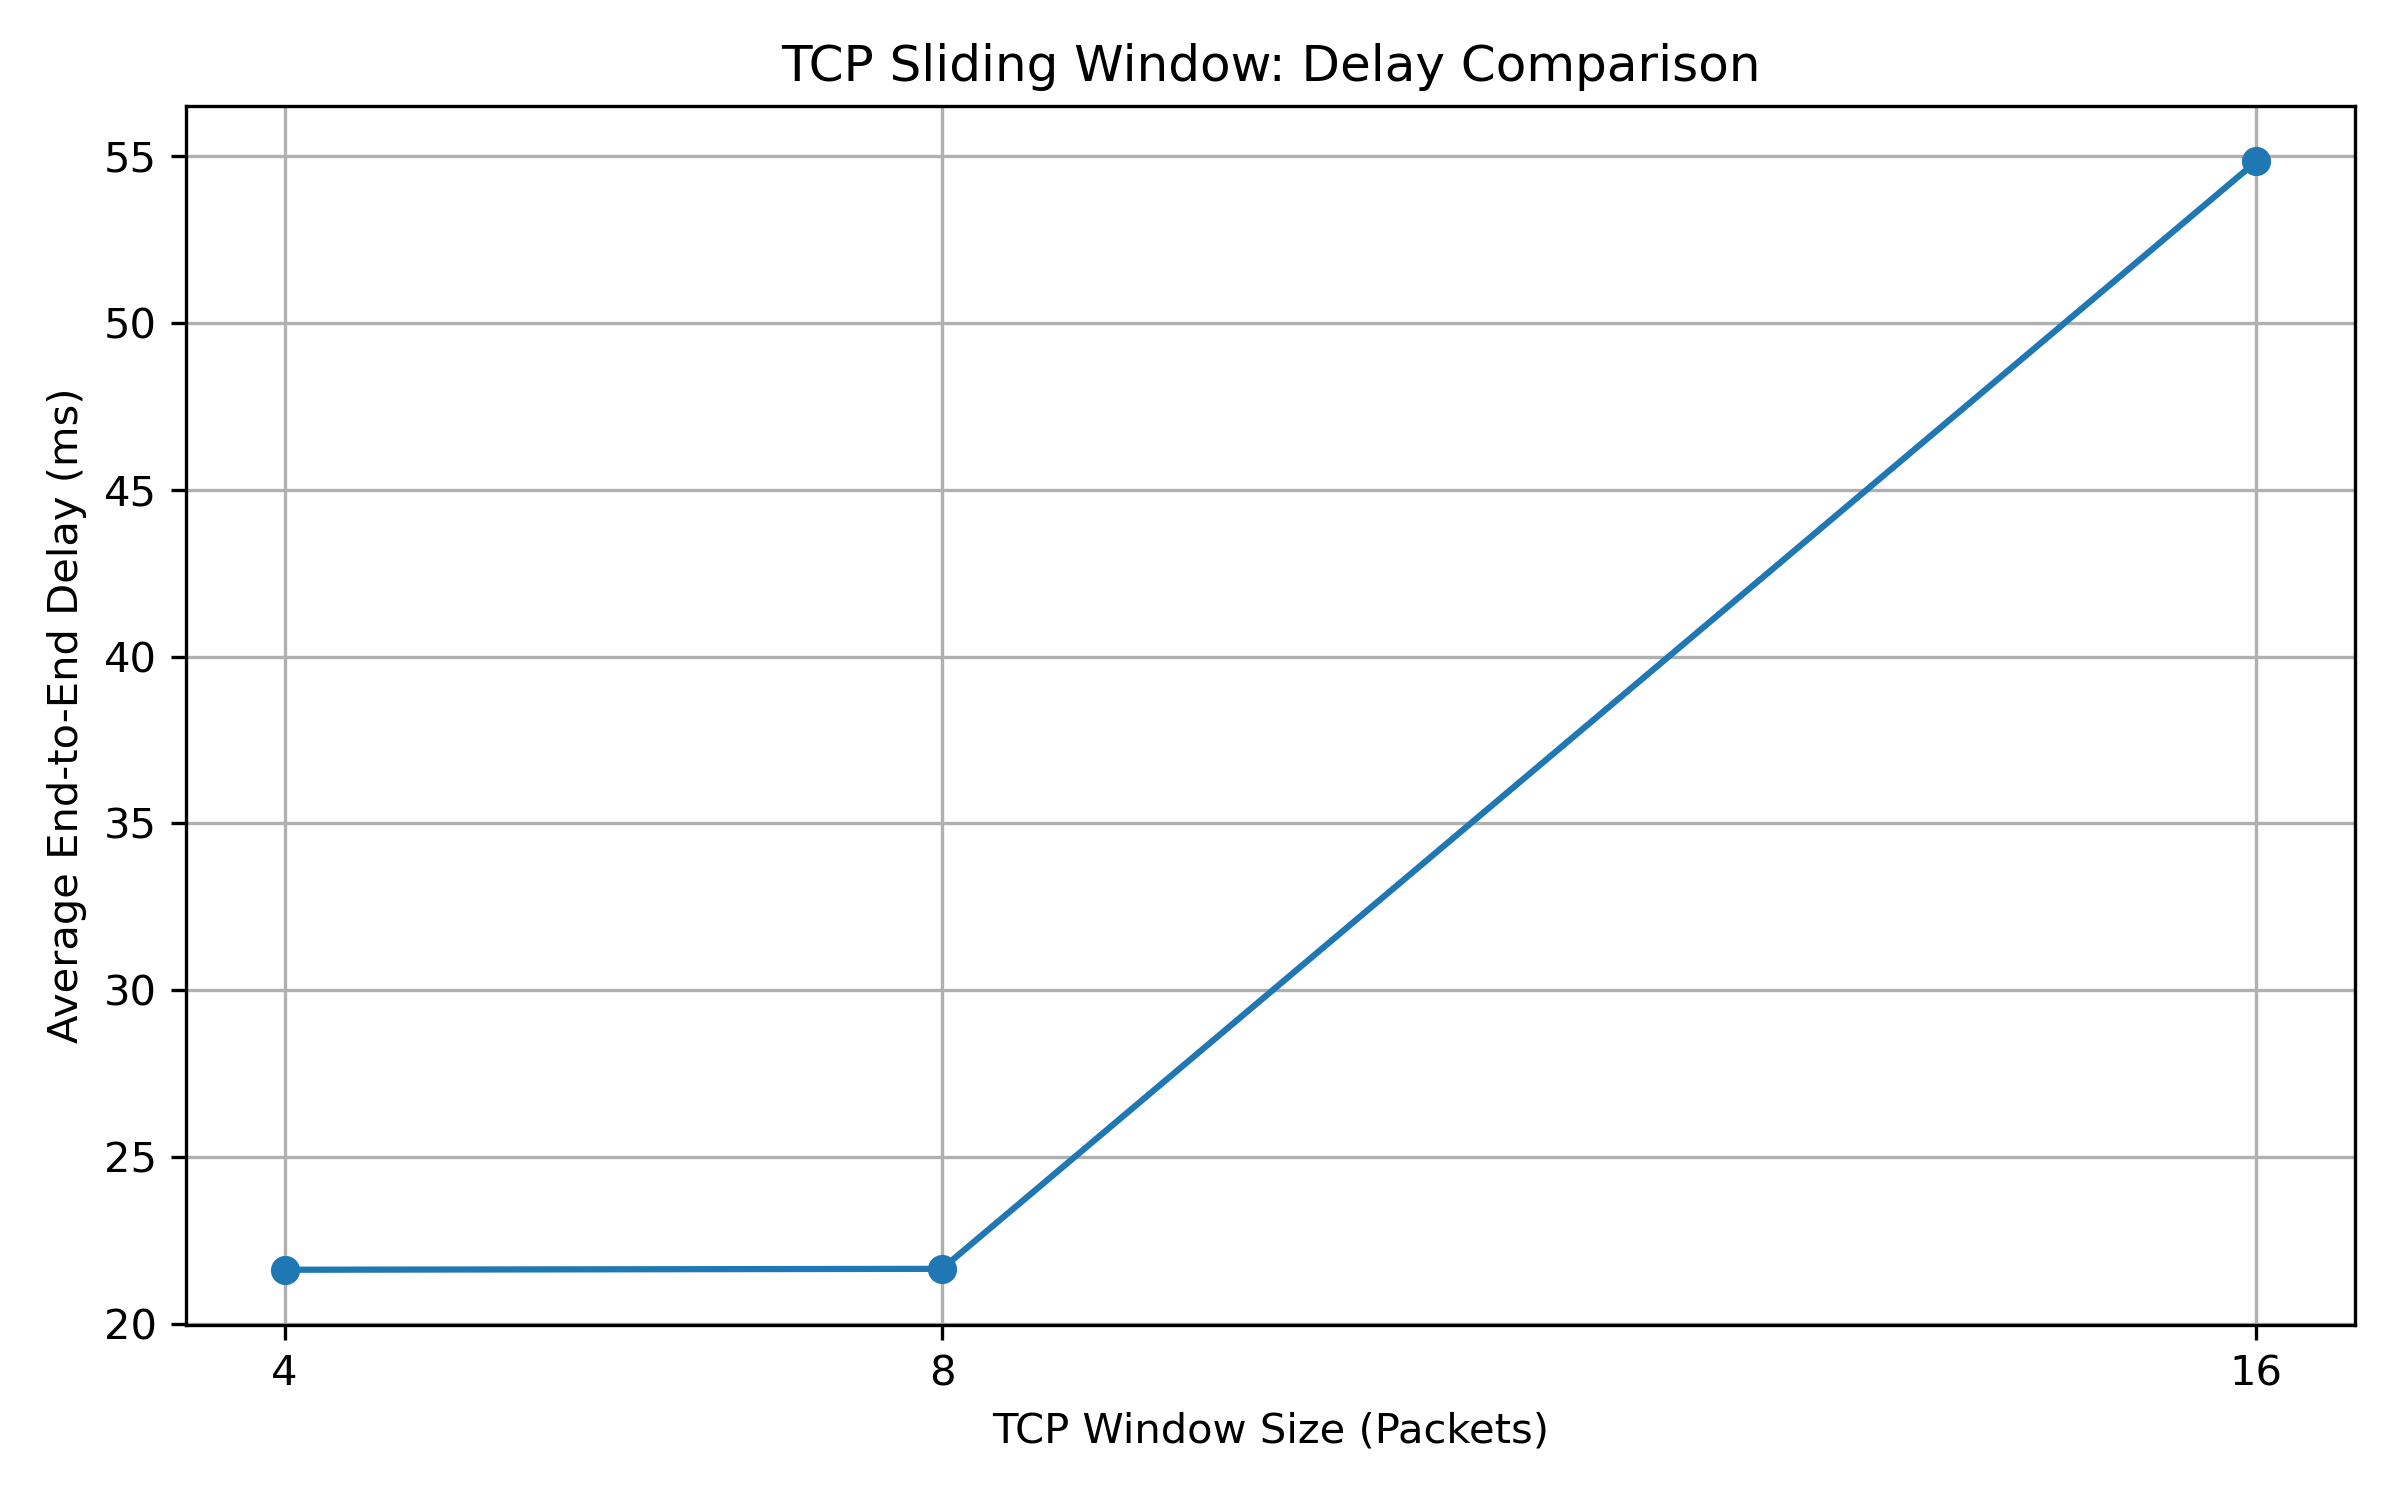 TCP Sliding Window: Delay Comparison
Average End-to-End Delay (ms)
55
50
45
40
35
30
25
20
4 8 16
TCP Window Size (Packets)